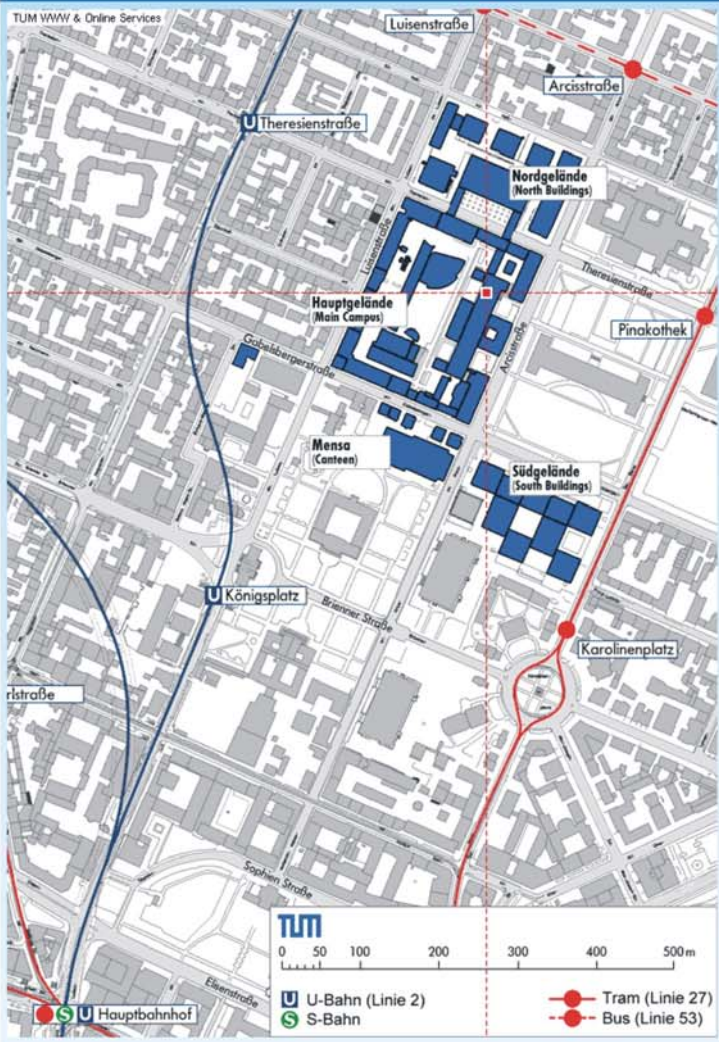 TUM WWW & Online Services
Luisenstraße
Arcisstraße
U Theresienstraße
Nordgelände
(North Buildings)
Luisenstraße
Theresienstraße
Hauptgelände
(Main Campus)
Pinakothek
Gabelsbergerstraße
Arcisstraße
Mensa
(Canteen)
Südgelände
(South Buildings)
U Königsplatz
Brienner Straße
Karolinenplatz
rlstraße
Sophien Straße
TUM
0 50 100 200 300 400 500 m
Elisenstraße
U U-Bahn (Linie 2)
Tram (Linie 27)
S S-Bahn
Bus (Linie 53)
S U Hauptbahnhof